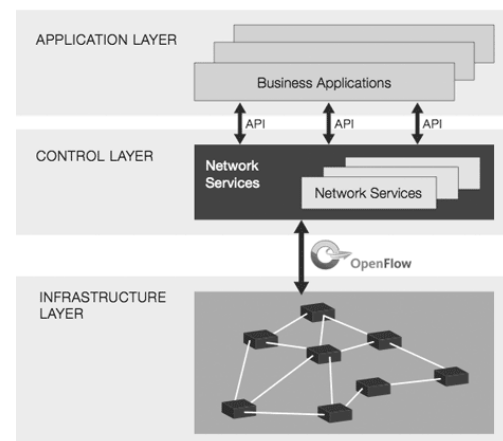 APPLICATION LAYER
Business Applications
API
API
API
CONTROL LAYER
Network
Services
Network Services
OpenFlow
INFRASTRUCTURE
LAYER